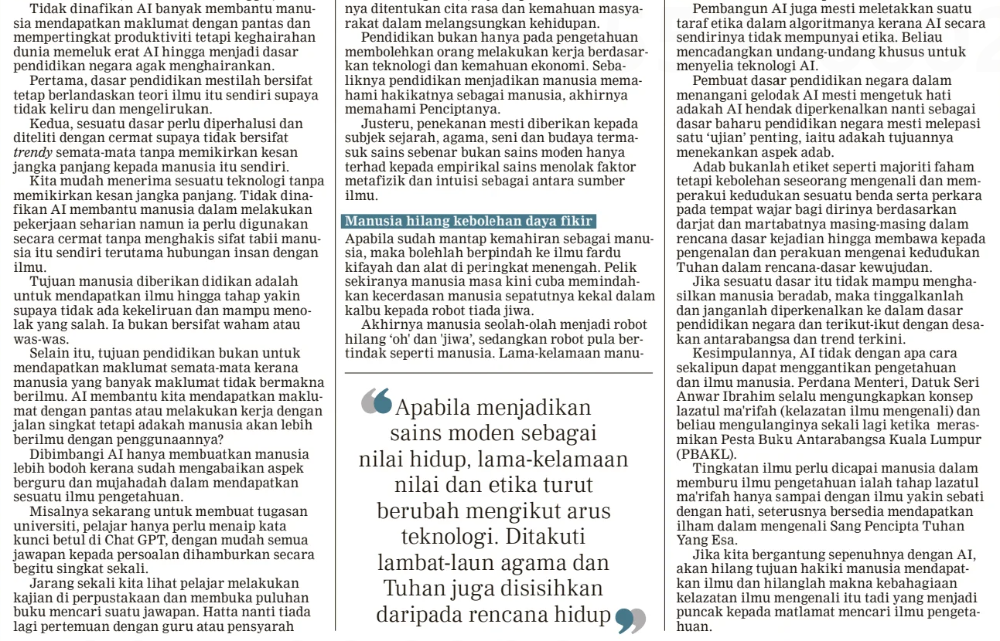 Tidak dinafikan AI banyak membantu manu-
sia mendapatkan maklumat dengan pantas dan
mempertingkat produktiviti tetapi keghairahan
dunia memeluk erat AI hingga menjadi dasar
pendidikan negara agak menghairankan.
Pertama, dasar pendidikan mestilah bersifat
tetap berlandaskan teori ilmu itu sendiri supaya
tidak keliru dan mengelirukan.
Kedua, sesuatu dasar perlu diperhalusi dan
diteliti dengan cermat supaya tidak bersifat
trendy semata-mata tanpa memikirkan kesan
jangka panjang kepada manusia itu sendiri.
Kita mudah menerima sesuatu teknologi tanpa
memikirkan kesan jangka panjang. Tidak dina-
fikan AI membantu manusia dalam melakukan
pekerjaan seharian namun ia perlu digunakan
secara cermat tanpa menghakis sifat tabii manu-
sia itu sendiri terutama hubungan insan dengan
ilmu.
Tujuan manusia diberikan didikan adalah
untuk mendapatkan ilmu hingga tahap yakin
supaya tidak ada kekeliruan dan mampu meno-
lak yang salah. Ia bukan bersifat waham atau
was-was.
Selain itu, tujuan pendidikan bukan untuk
mendapatkan maklumat semata-mata kerana
manusia yang banyak maklumat tidak bermakna
berilmu. AI membantu kita mendapatkan maklu-
mat dengan pantas atau melakukan kerja dengan
jalan singkat tetapi adakah manusia akan lebih
berilmu dengan penggunaannya?
Dibimbangi AI hanya membuatkan manusia
lebih bodoh kerana sudah mengabaikan aspek
berguru dan mujahadah dalam mendapatkan
sesuatu ilmu pengetahuan.
Misalnya sekarang untuk membuat tugasan
universiti, pelajar hanya perlu menaip kata
kunci betul di Chat GPT, dengan mudah semua
jawapan kepada persoalan dihamburkan secara
begitu singkat sekali.
Jarang sekali kita lihat pelajar melakukan
kajian di perpustakaan dan membuka puluhan
buku mencari suatu jawapan. Hatta nanti tiada
lagi pertemuan dengan guru atau pensyarah
nya ditentukan cita rasa dan kemahuan masya-
rakat dalam melangsungkan kehidupan.
Pendidikan bukan hanya pada pengetahuan
membolehkan orang melakukan kerja berdasar-
kan teknologi dan kemahuan ekonomi. Seba-
liknya pendidikan menjadikan manusia mema-
hami hakikatnya sebagai manusia, akhirnya
memahami Penciptanya.
Justeru, penekanan mesti diberikan kepada
subjek sejarah, agama, seni dan budaya terma-
suk sains sebenar bukan sains moden hanya
terhad kepada empirikal sains menolak faktor
metafizik dan intuisi sebagai antara sumber
ilmu.
Manusia hilang kebolehan daya fikir
Apabila sudah mantap kemahiran sebagai manu-
sia, maka bolehlah berpindah ke ilmu fardu
kifayah dan alat di peringkat menengah. Pelik
sekiranya manusia masa kini cuba memindah-
kan kecerdasan manusia sepatutnya kekal dalam
kalbu kepada robot tiada jiwa.
Akhirnya manusia seolah-olah menjadi robot
hilang ‘oh' dan 'jiwa’, sedangkan robot pula ber-
tindak seperti manusia. Lama-kelamaan manu-
“Apabila menjadikan
sains moden sebagai
nilai hidup, lama-kelamaan
nilai dan etika turut
berubah mengikut arus
teknologi. Ditakuti
lambat-laun agama dan
Tuhan juga disisihkan
daripada rencana hidup”
Pembangun AI juga mesti meletakkan suatu
taraf etika dalam algoritmanya kerana AI secara
sendirinya tidak mempunyai etika. Beliau
mencadangkan undang-undang khusus untuk
menyelia teknologi AI.
Pembuat dasar pendidikan negara dalam
menangani gelodak AI mesti mengetuk hati
adakah AI hendak diperkenalkan nanti sebagai
dasar baharu pendidikan negara mesti melepasi
satu ‘ujian’ penting, iaitu adakah tujuannya
menekankan aspek adab.
Adab bukanlah etiket seperti majoriti faham
tetapi kebolehan seseorang mengenali dan mem-
perakui kedudukan sesuatu benda serta perkara
pada tempat wajar bagi dirinya berdasarkan
darjat dan martabatnya masing-masing dalam
rencana dasar kejadian hingga membawa kepada
pengenalan dan perakuan mengenai kedudukan
Tuhan dalam rencana-dasar kewujudan.
Jika sesuatu dasar itu tidak mampu mengha-
silkan manusia beradab, maka tinggalkanlah
dan janganlah diperkenalkan ke dalam dasar
pendidikan negara dan terikut-ikut dengan desa-
kan antarabangsa dan trend terkini.
Kesimpulannya, AI tidak dengan apa cara
sekalipun dapat menggantikan pengetahuan
dan ilmu manusia. Perdana Menteri, Datuk Seri
Anwar Ibrahim selalu mengungkapkan konsep
lazatul ma'rifah (kelazatan ilmu mengenali) dan
beliau mengulanginya sekali lagi ketika meras-
mikan Pesta Buku Antarabangsa Kuala Lumpur
(PBAKL).
Tingkatan ilmu perlu dicapai manusia dalam
memburu ilmu pengetahuan ialah tahap lazatul
ma'rifah hanya sampai dengan ilmu yakin sebati
dengan hati, seterusnya bersedia mendapatkan
ilham dalam mengenali Sang Pencipta Tuhan
Yang Esa.
Jika kita bergantung sepenuhnya dengan AI,
akan hilang tujuan hakiki manusia mendapat-
kan ilmu dan hilanglah makna kebahagiaan
kelazatan ilmu mengenali itu tadi yang menjadi
puncak kepada matlamat mencari ilmu pengeta-
huan.